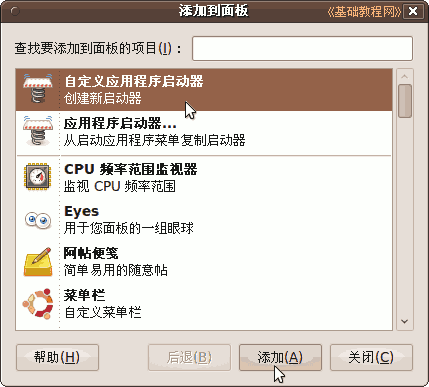 添加到面板
《基础教程网》
查找要添加到面板的项目(I)：
自定义应用程序启动器
创建新启动器
应用程序启动器...
从启动应用程序菜单复制启动器
CPU 频率范围监视器
监视 CPU 频率范围
Eyes
用于您面板的一组眼球
阿帖便笺
简单易用的随意帖
菜单栏
自定义菜单栏
帮助(H)
后退(B)
添加(A)
关闭(C)